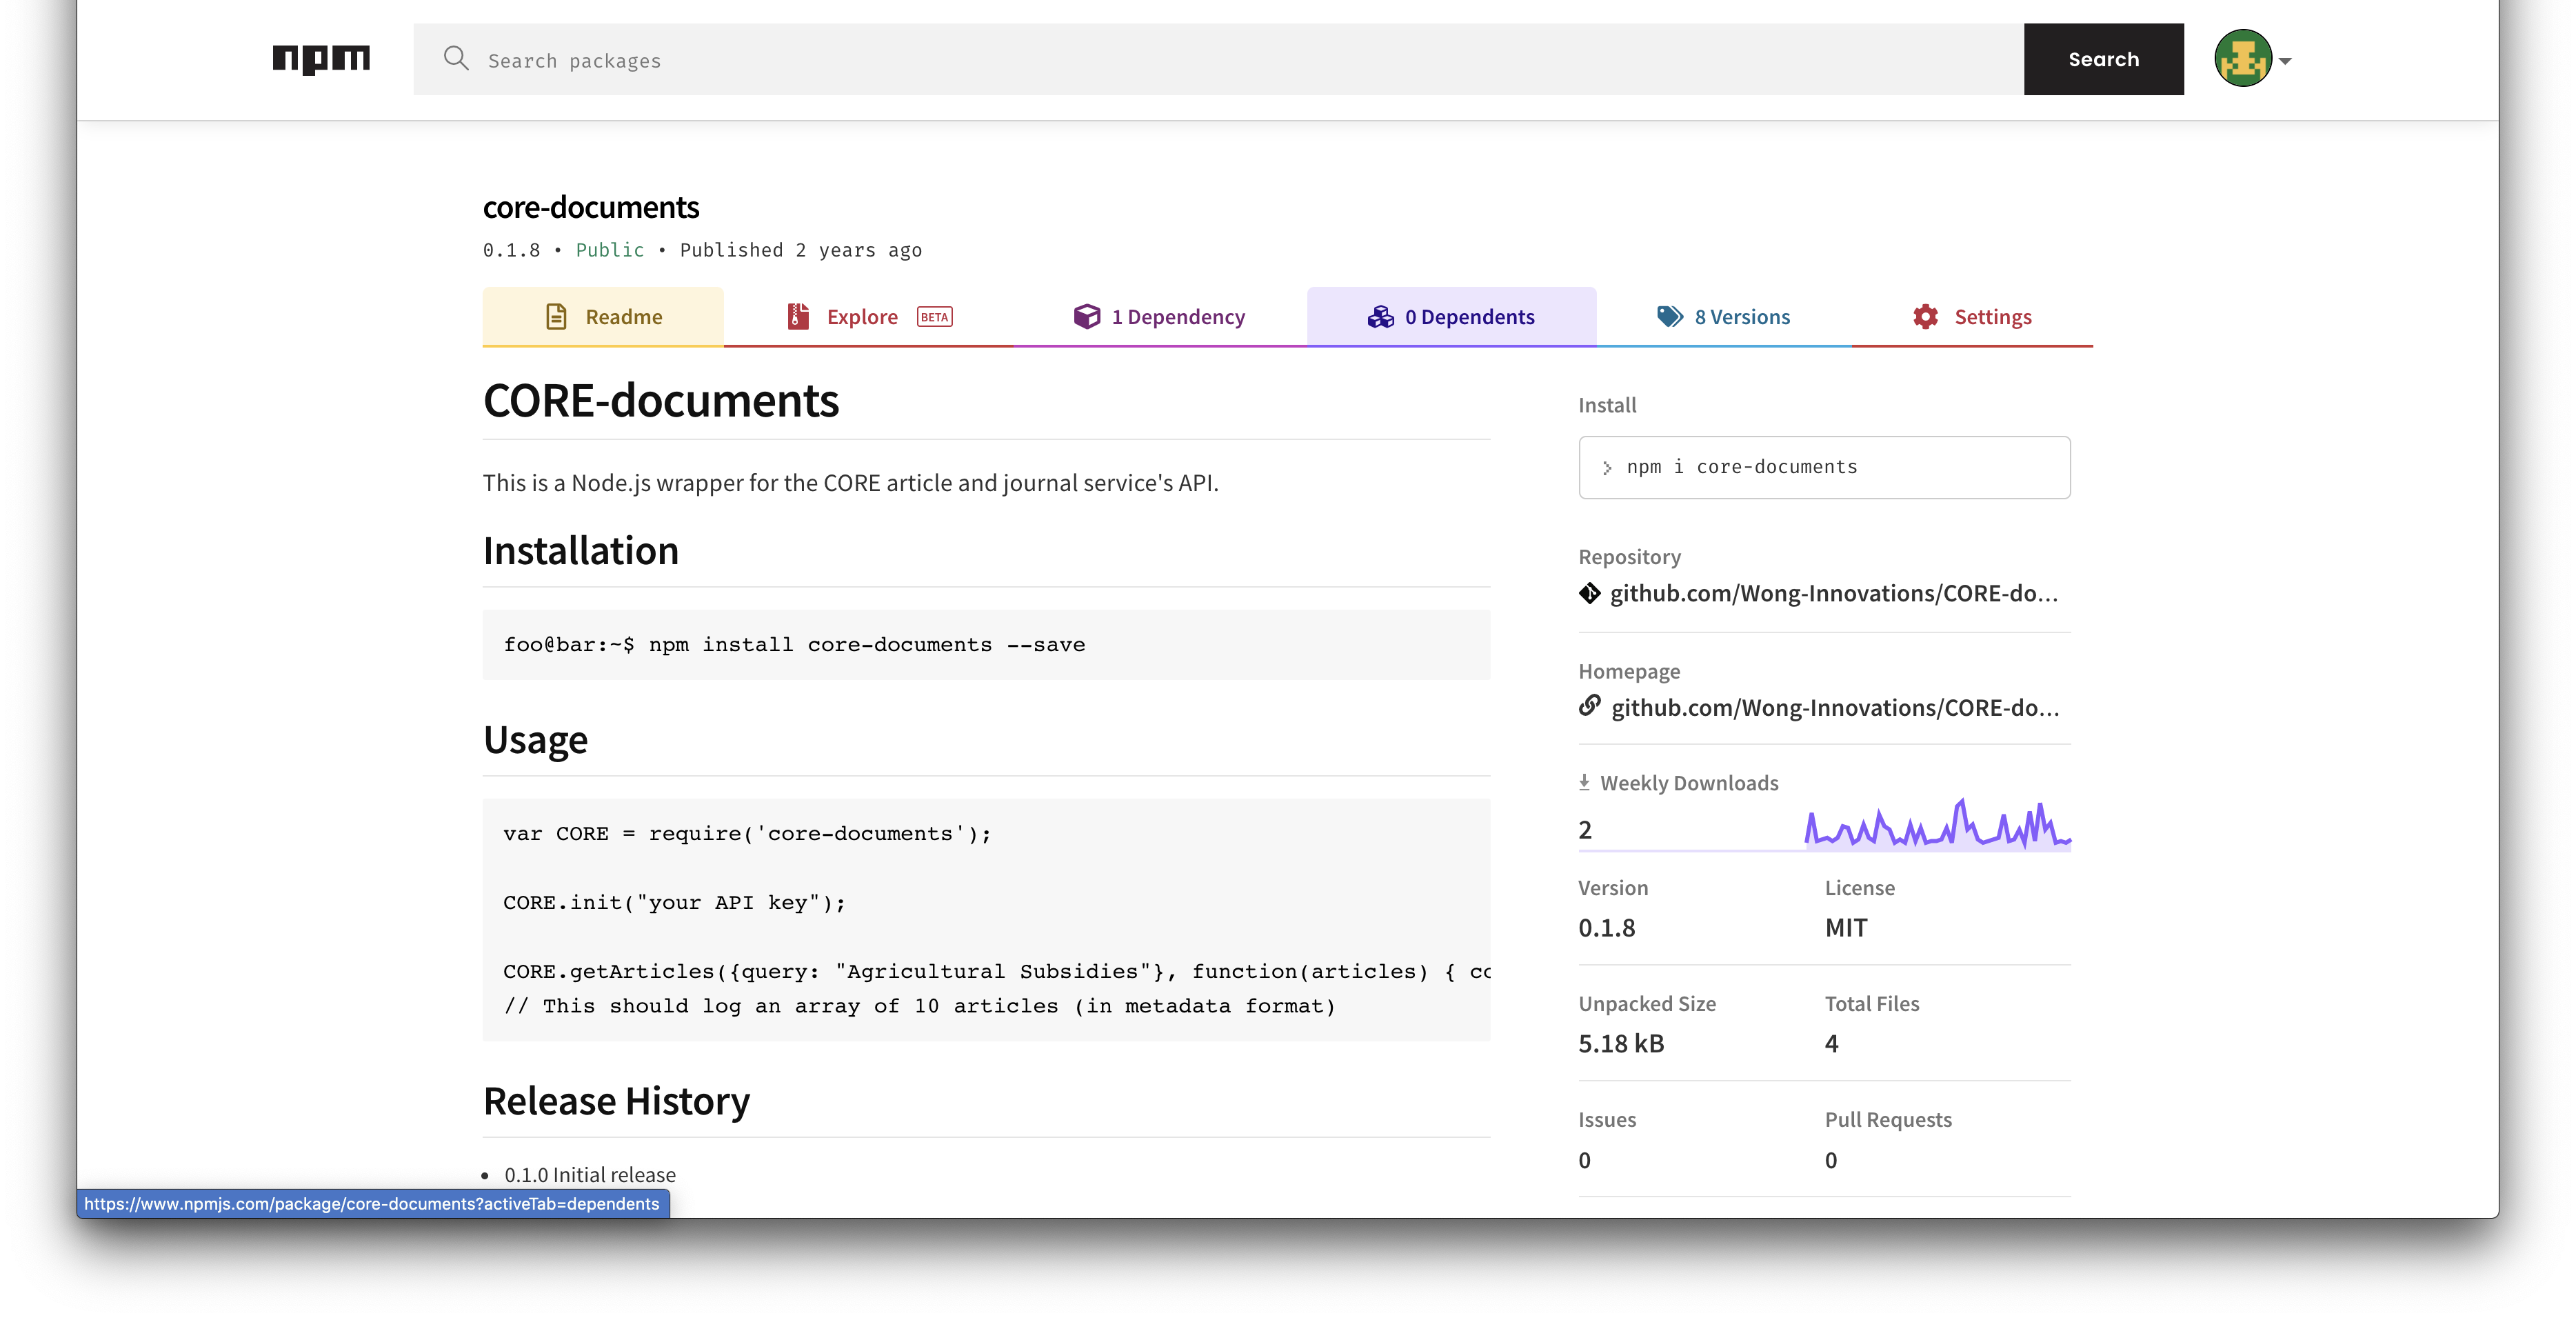 npm
Search packages
Search
core-documents
0.1.8 • Public • Published 2 years ago
Readme
Explore BETA
1 Dependency
0 Dependents
8 Versions
Settings
CORE-documents
This is a Node.js wrapper for the CORE article and journal service's API.
Installation
foo@bar:~$ npm install core-documents --save
Usage
var CORE = require('core-documents');
CORE.init("your API key");
CORE.getArticles({query: "Agricultural Subsidies"}, function(articles) { co
// This should log an array of 10 articles (in metadata format)
Release History
• 0.1.0 Initial release
https://www.npmjs.com/package/core-documents?activeTab=dependents
Install
npm i core-documents
Repository
github.com/Wong-Innovations/CORE-do...
Homepage
github.com/Wong-Innovations/CORE-do...
Weekly Downloads
2
Version
0.1.8
License
MIT
Unpacked Size
5.18 kB
Total Files
4
Issues
0
Pull Requests
0